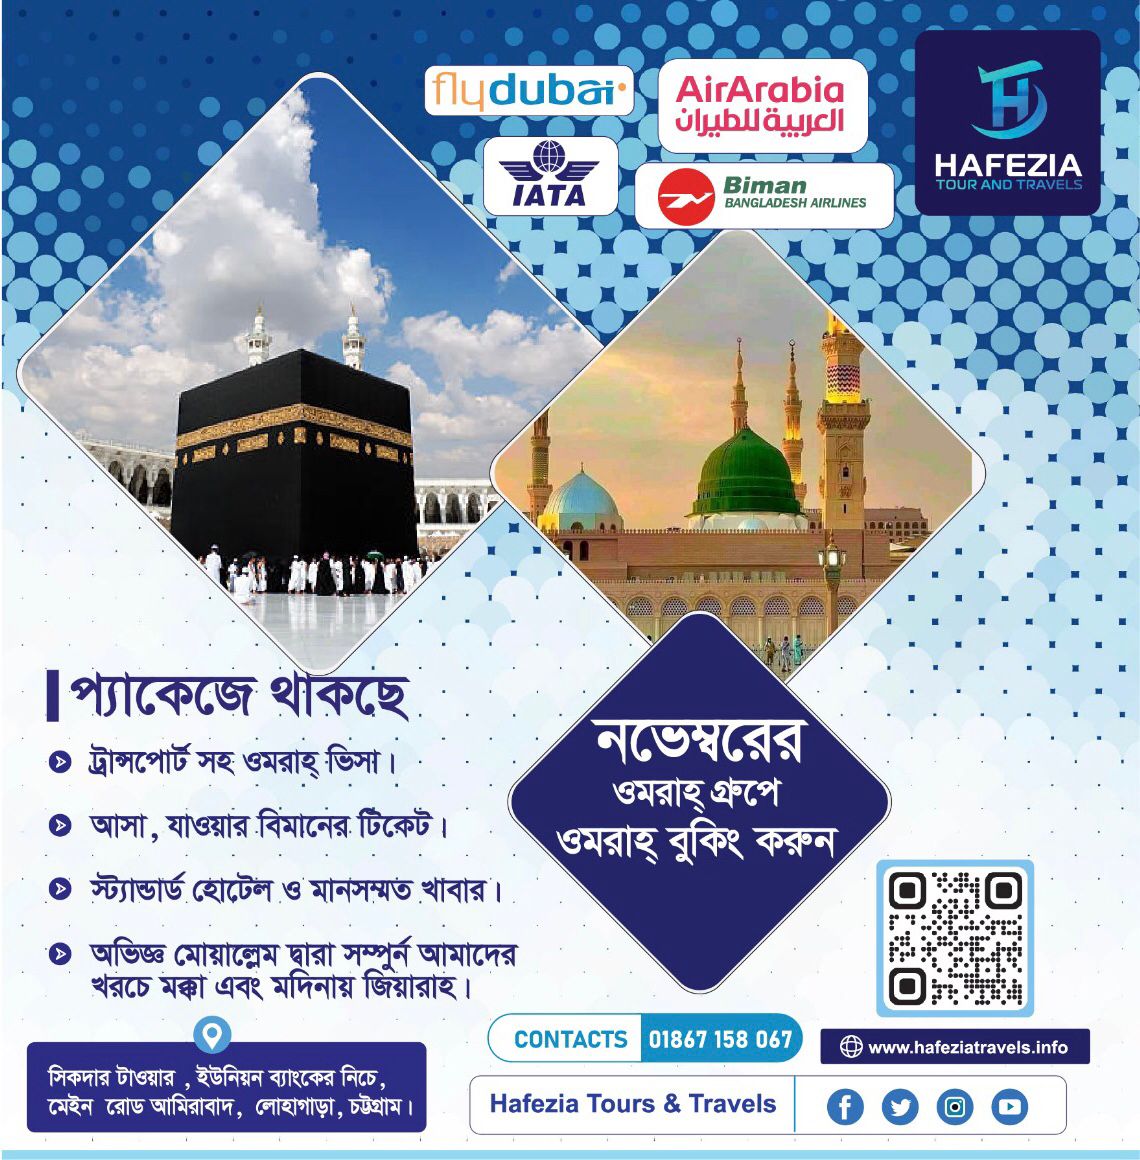 flydubai
AirArabia
العربية للطيران
IATA
Biman
BANGLADESH AIRLINES
HAFEZIA
TOUR AND TRAVELS
প্যাকেজে থাকছে
ট্রান্সপোর্ট সহ ওমরাহ্ ভিসা।
আসা, যাওয়ার বিমানের টিকেট।
স্ট্যান্ডার্ড হোটেল ও মানসম্মত খাবার।
অভিজ্ঞ মোয়াল্লেম দ্বারা সম্পুর্ন আমাদের
খরচে মক্কা এবং মদিনায় জিয়ারাহ।
নভেম্বরের
ওমরাহ্ গ্রুপে
ওমরাহ্ বুকিং করুন
সিকদার টাওয়ার , ইউনিয়ন ব্যাংকের নিচে,
মেইন রোড আমিরাবাদ, লোহাগাড়া, চট্টগ্রাম।
CONTACTS 01867 158 067
www.hafeziatravels.info
Hafezia Tours & Travels